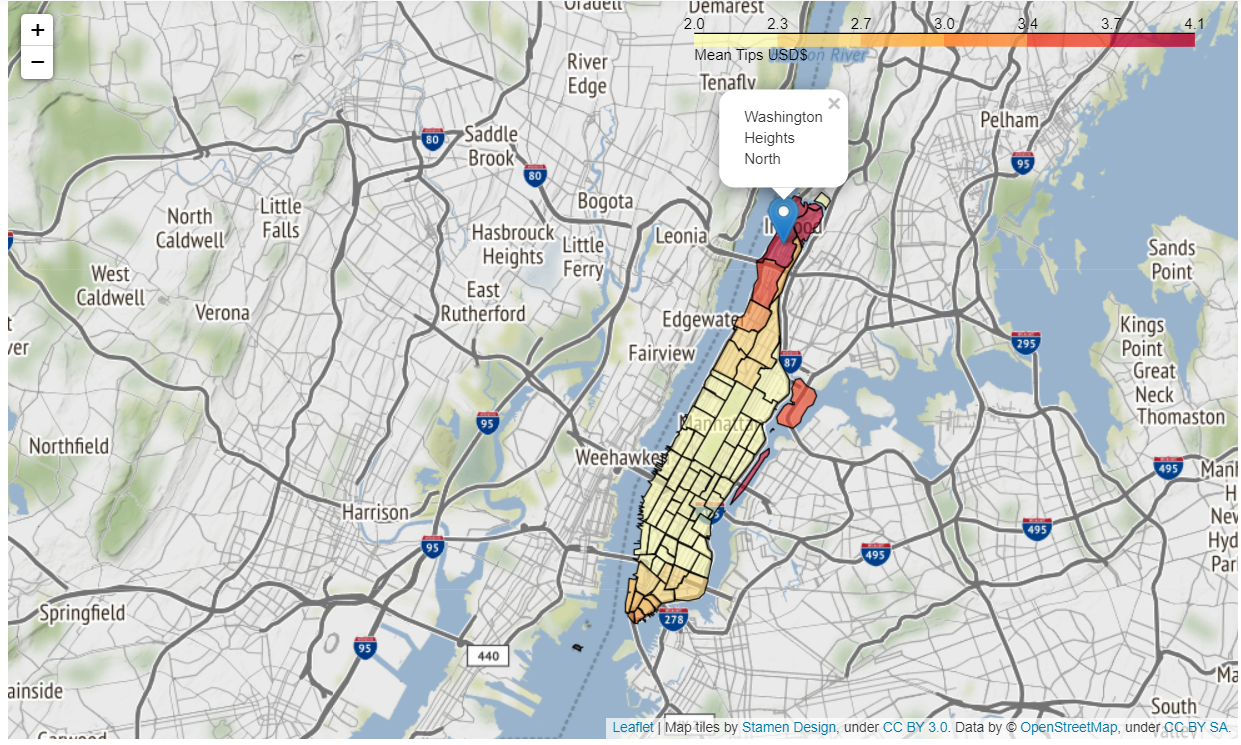 +
−
Oradell
Demarest
2.0 2.3 2.7 3.0 3.4 3.7 4.1
Mean Tips USD$
River
Edge
Tenafly
Washington
Heights
North
×
Pelham
95
80
Saddle
Brook
80
Bogota
North
Caldwell
Little
Falls
Hasbrouck
Heights
Little
Ferry
Leonia
Inwood
Sands
Point
West
Caldwell
East
Rutherford
Verona
Edgewate
Fairview
87
295
Kings
Point
Great
Neck
Thomaston
95
Manhatta
Northfield
Weehawke
495
Harrison
95
495
495
Springfield
278
95
440
ainside
South
Valley
Leaflet | Map tiles by Stamen Design, under CC BY 3.0. Data by © OpenStreetMap, under CC BY SA.